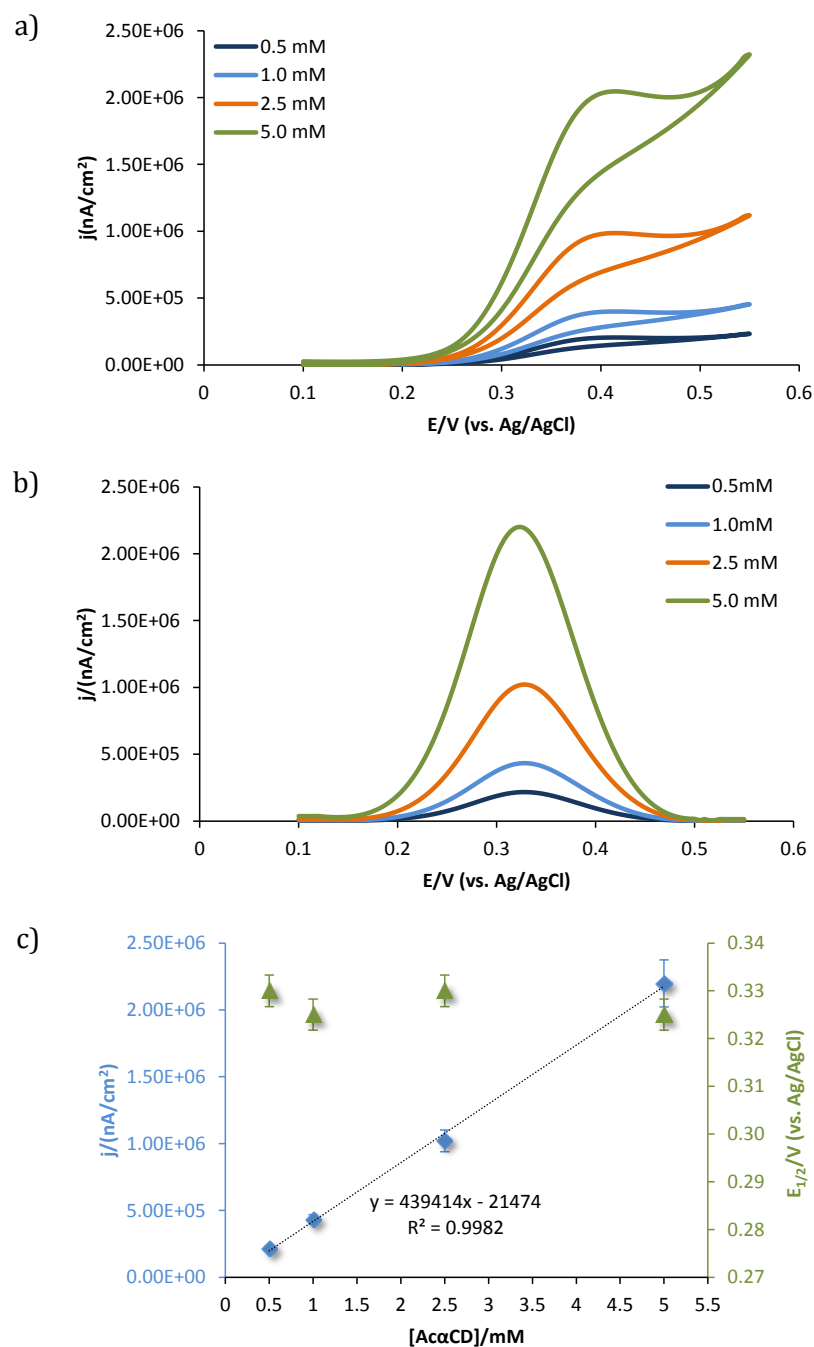 a)
2.50E+06
2.00E+06
1.50E+06
1.00E+06
5.00E+05
0.00E+00
j(nA/cm²)
0.5 mM
1.0 mM
2.5 mM
5.0 mM
0 0.1 0.2 0.3 0.4 0.5 0.6
E/V (vs. Ag/AgCl)
b)
2.50E+06
2.00E+06
1.50E+06
1.00E+06
5.00E+05
0.00E+00
j/(nA/cm²)
0.5mM
1.0mM
2.5 mM
5.0 mM
0 0.1 0.2 0.3 0.4 0.5 0.6
E/V (vs. Ag/AgCl)
c)
2.50E+06
2.00E+06
1.50E+06
1.00E+06
5.00E+05
0.00E+00
j/(nA/cm²)
y = 439414x - 21474
R² = 0.9982
0.34
0.33
0.32
0.31
0.30
0.29
0.28
0.27
E1/2/V (vs. Ag/AgCl)
0 0.5 1 1.5 2 2.5 3 3.5 4 4.5 5 5.5
[AcαCD]/mM